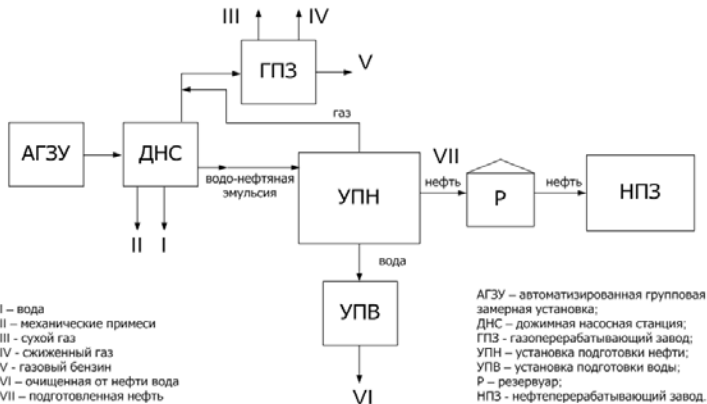 III
IV
ГПЗ
V
газ
АГЗУ
ДНС
водо-нефтяная
эмульсия
УПН
VII
нефть
Р
нефть
НПЗ
II
I
вода
УПВ
VI
I – вода
II – механические примеси
III - сухой газ
IV - сжиженный газ
V - газовый бензин
VI – очищенная от нефти вода
VII – подготовленная нефть
АГЗУ – автоматизированная групповая
замерная установка;
ДНС – дожимная насосная станция;
ГПЗ - газоперерабатывающий завод;
УПН – установка подготовки нефти;
УПВ – установка подготовки воды;
Р – резервуар;
НПЗ - нефтеперерабатывающий завод.